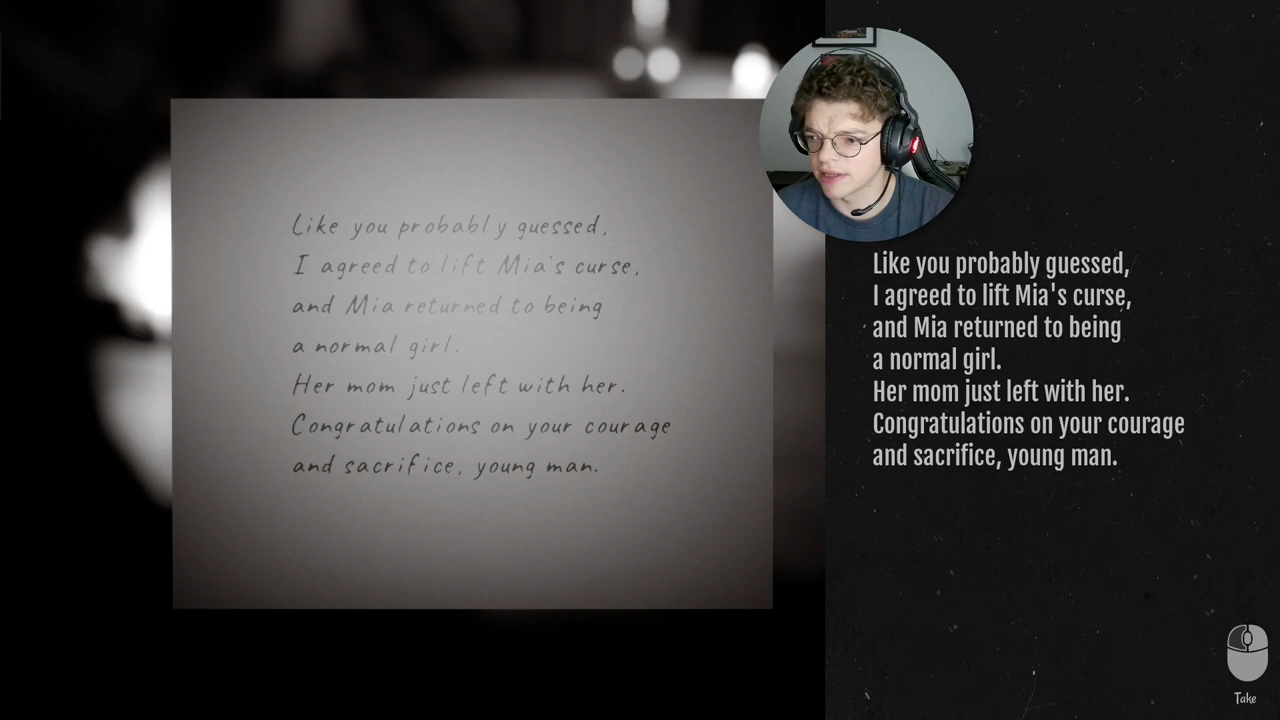 Like you probably guessed,
I agreed to lift Mia's curse,
and Mia returned to being
a normal girl.
Her mom just left with her.
Congratulations on your courage
and sacrifice, young man.
Like you probably guessed,
I agreed to lift Mia's curse,
and Mia returned to being
a normal girl.
Her mom just left with her.
Congratulations on your courage
and sacrifice, young man.
Take